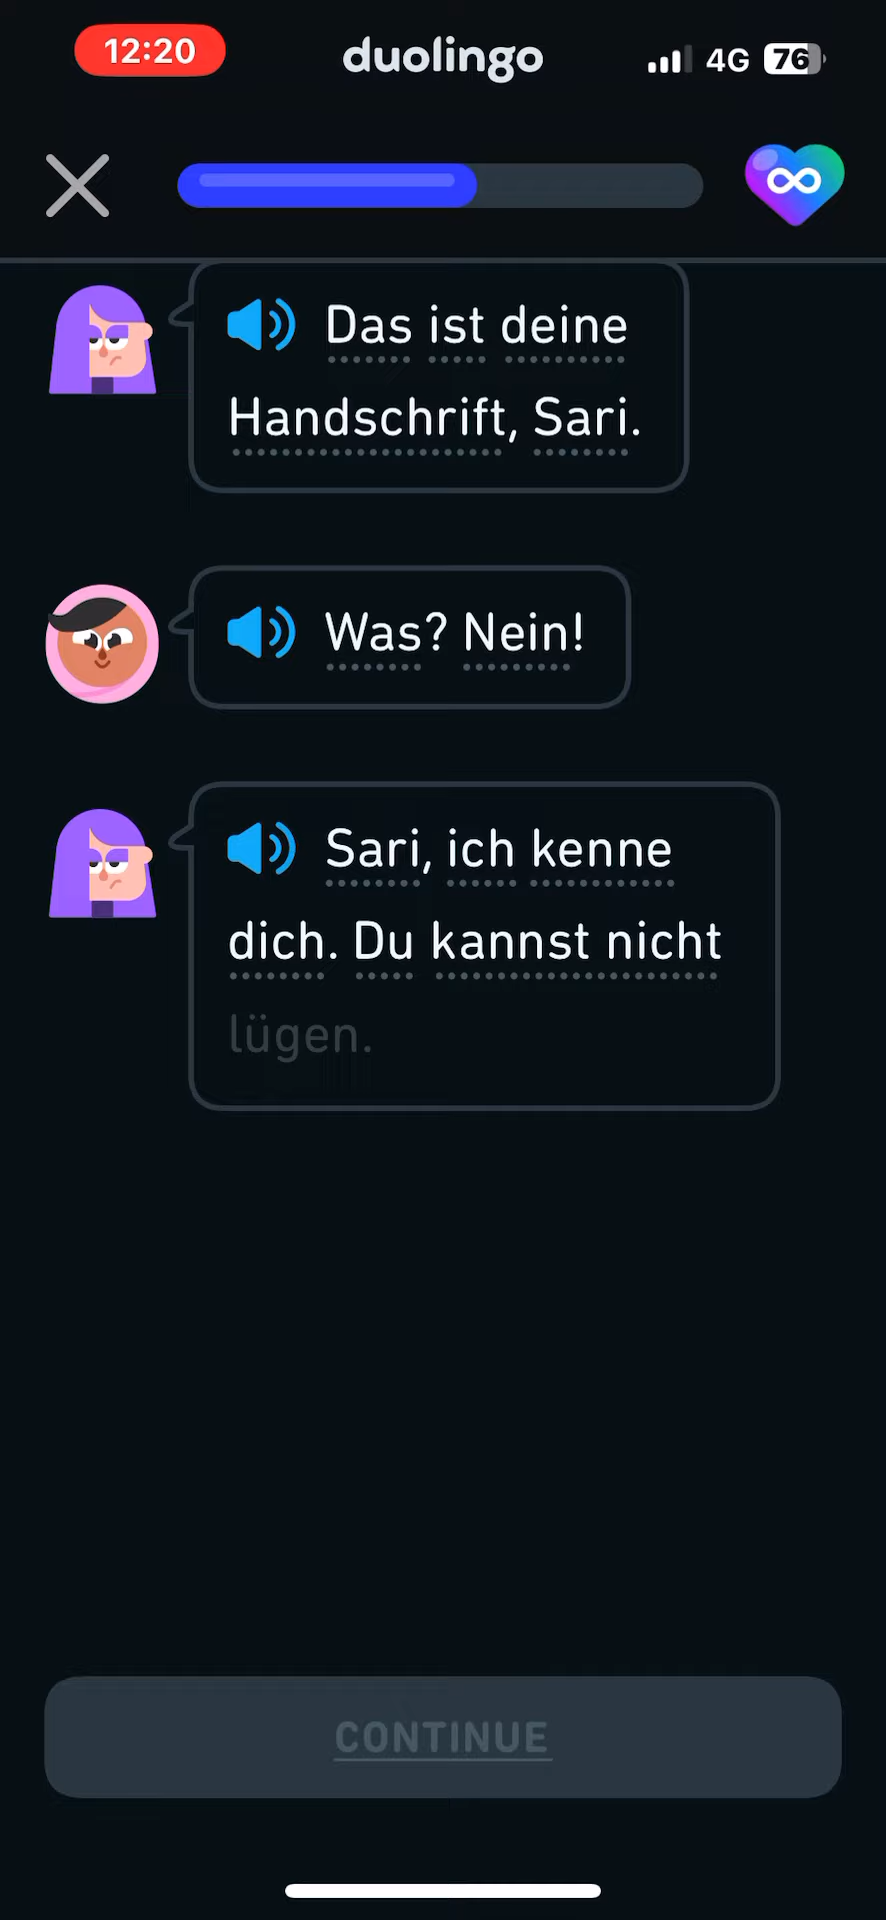 12:20 duolingo 4G 76
Das ist deine
Handschrift, Sari.
Was? Nein!
Sari, ich kenne
dich. Du kannst nicht
lügen.
CONTINUE